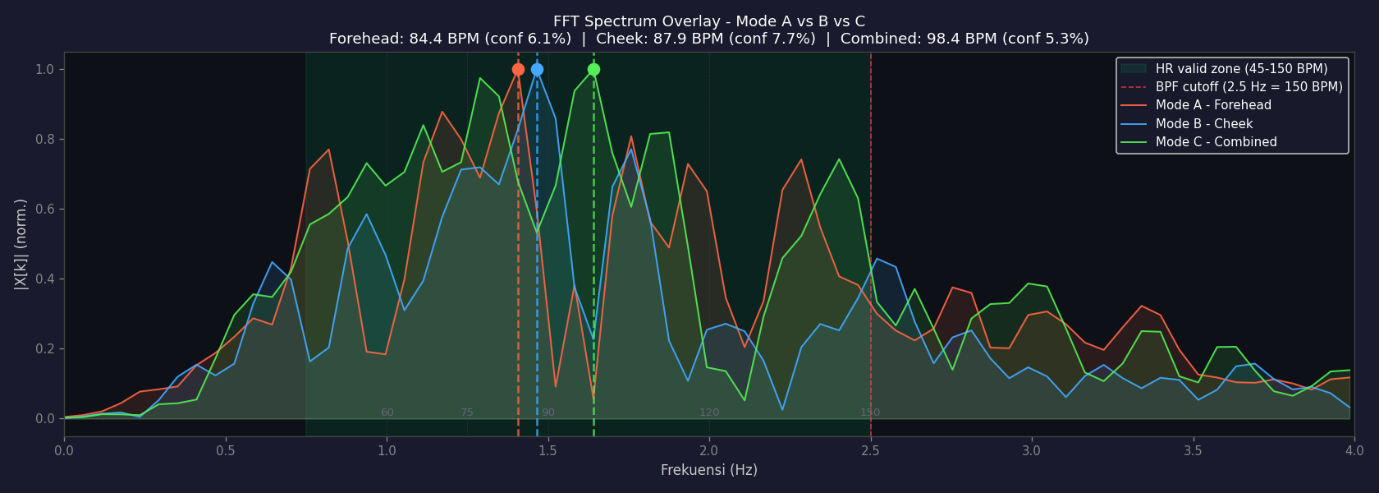 FFT Spectrum Overlay - Mode A vs B vs C
Forehead: 84.4 BPM (conf 6.1%) | Cheek: 87.9 BPM (conf 7.7%) | Combined: 98.4 BPM (conf 5.3%)
HR valid zone (45-150 BPM)
BPF cutoff (2.5 Hz = 150 BPM)
Mode A - Forehead
Mode B - Cheek
Mode C - Combined
|X[k]| (norm.)
1.0
0.8
0.6
0.4
0.2
0.0
60 75 90 120 150
0.0 0.5 1.0 1.5 2.0 2.5 3.0 3.5 4.0
Frekuensi (Hz)